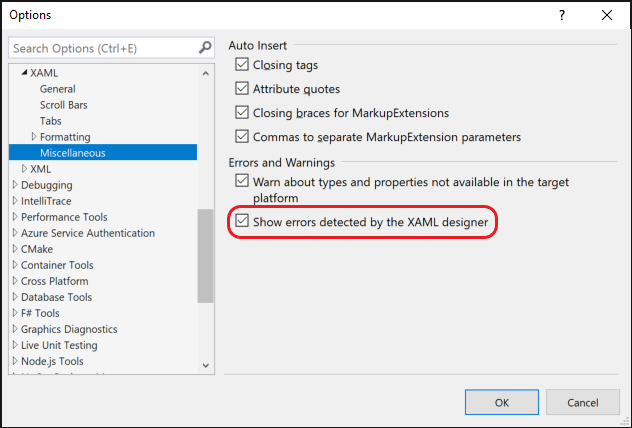 Options
?
Search Options (Ctrl+E)
XAML
General
Scroll Bars
Tabs
Formatting
Miscellaneous
XML
Debugging
IntelliTrace
Performance Tools
Azure Service Authentication
CMake
Container Tools
Cross Platform
Database Tools
F# Tools
Graphics Diagnostics
Live Unit Testing
Node.js Tools
Auto Insert
Closing tags
Attribute quotes
Closing braces for MarkupExtensions
Commas to separate MarkupExtension parameters
Errors and Warnings
Warn about types and properties not available in the target
platform
Show errors detected by the XAML designer
OK
Cancel